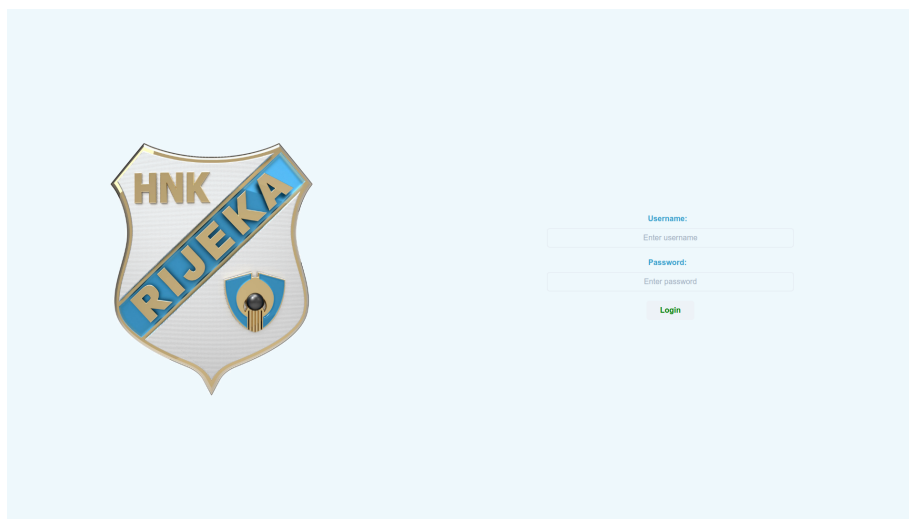 HNK
RIJEKA
Username:
Enter username
Password:
Enter password
Login